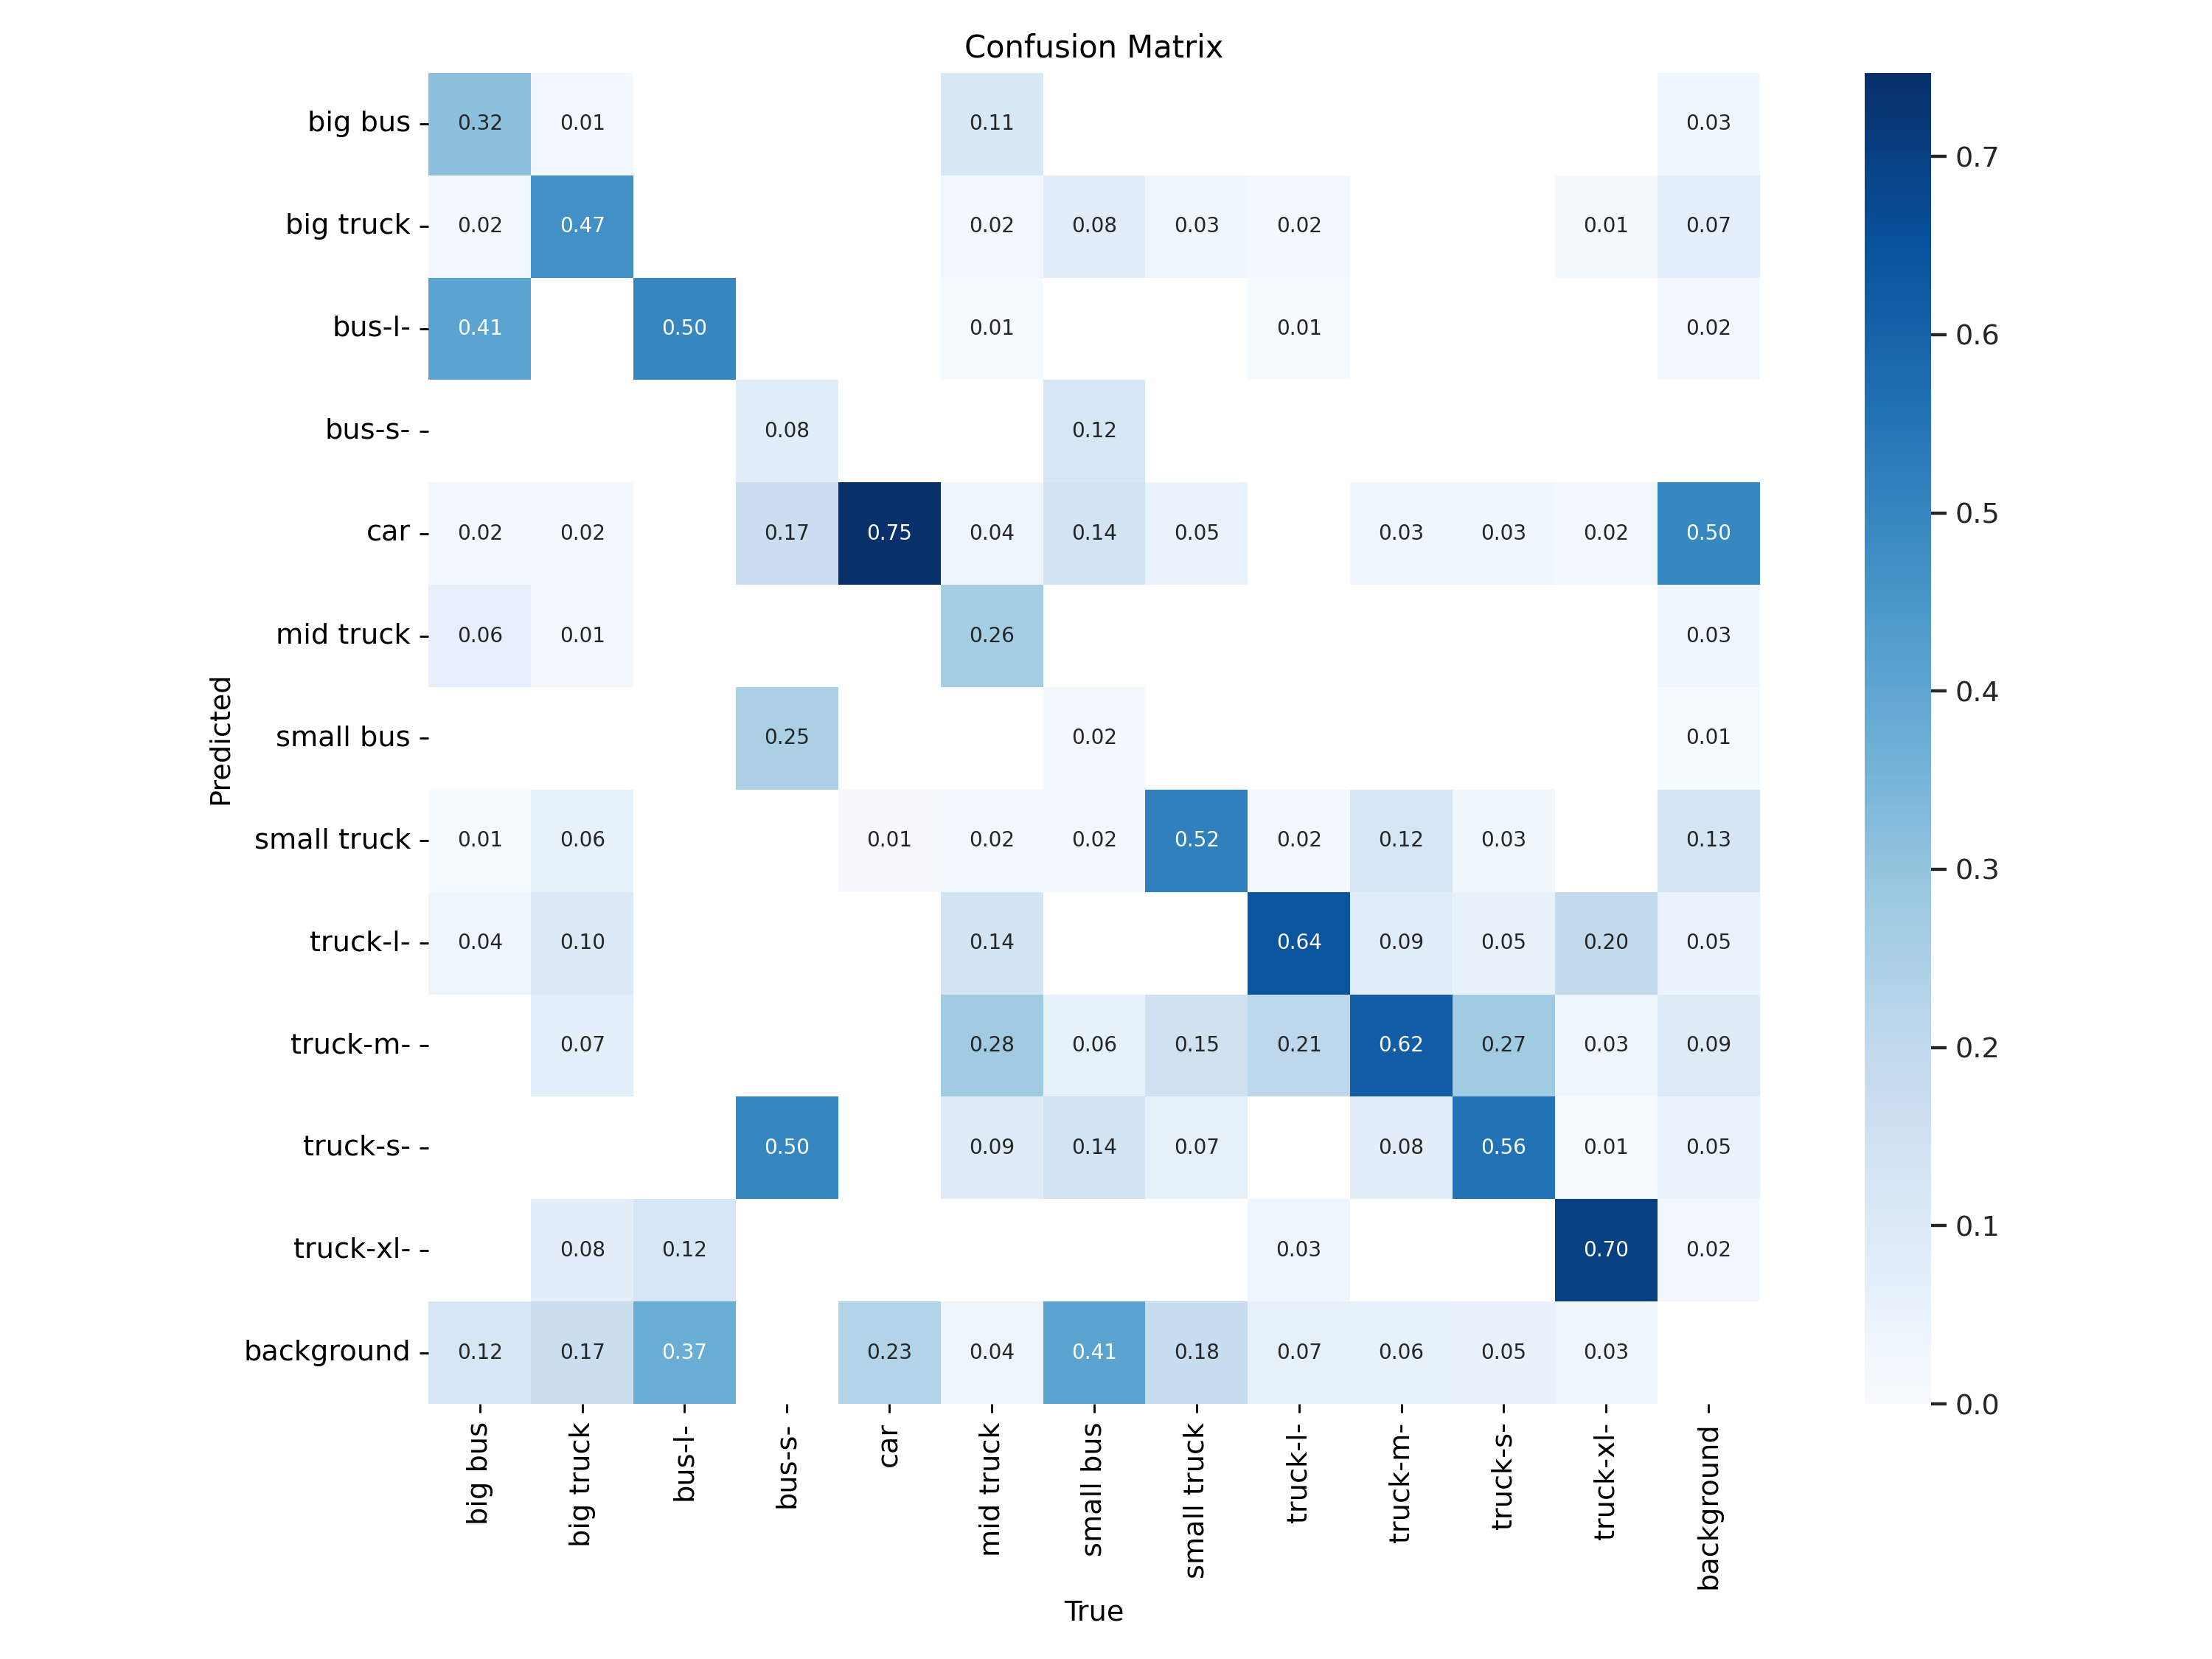 Confusion Matrix
big bus 0.32 0.01 0.11 0.03
big truck 0.02 0.47 0.02 0.08 0.03 0.02 0.01 0.07
bus-l- 0.41 0.50 0.01 0.01 0.02
bus-s- 0.08 0.12
car 0.02 0.02 0.17 0.75 0.04 0.14 0.05 0.03 0.03 0.02 0.50
mid truck 0.06 0.01 0.26 0.03
small bus 0.25 0.02 0.01
small truck 0.01 0.06 0.01 0.02 0.02 0.52 0.02 0.12 0.03 0.13
truck-l- 0.04 0.10 0.14 0.64 0.09 0.05 0.20 0.05
truck-m- 0.07 0.28 0.06 0.15 0.21 0.62 0.27 0.03 0.09
truck-s- 0.50 0.09 0.14 0.07 0.08 0.56 0.01 0.05
truck-xl- 0.08 0.12 0.03 0.70 0.02
background 0.12 0.17 0.37 0.23 0.04 0.41 0.18 0.07 0.06 0.05 0.03
Predicted
big bus big truck bus-l- bus-s- car mid truck small bus small truck truck-l- truck-m- truck-s- truck-xl- background
True
0.7
0.6
0.5
0.4
0.3
0.2
0.1
0.0